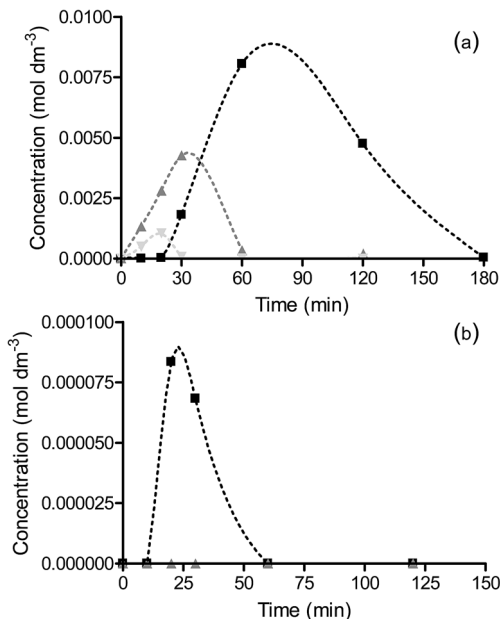 (a)
Concentration (mol dm⁻³)
0.0100
0.0075
0.0050
0.0025
0.0000
0 30 60 90 120 150 180
Time (min)
(b)
Concentration (mol dm⁻³)
0.000100
0.000075
0.000050
0.000025
0.000000
0 25 50 75 100 125 150
Time (min)